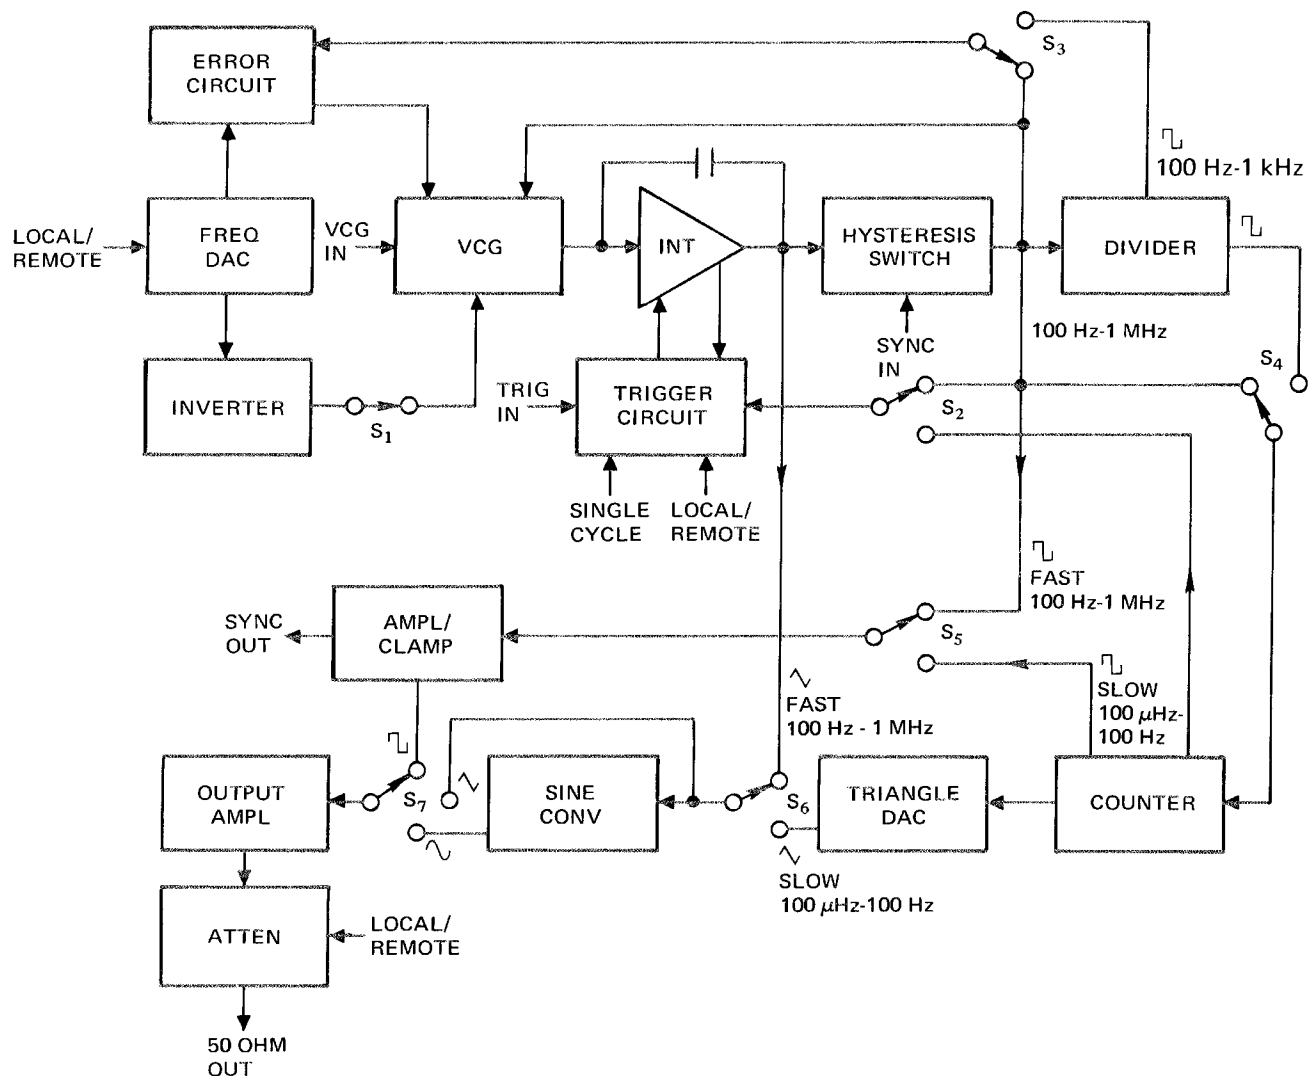 ERROR
CIRCUIT
S3
100 Hz-1 kHz
LOCAL/
REMOTE
FREQ
DAC
VCG
IN
VCG
INT
HYSTERESIS
SWITCH
DIVIDER
SYNC
IN
100 Hz-1 MHz
INVERTER
S1
TRIG
IN
TRIGGER
CIRCUIT
S2
S4
SINGLE
CYCLE
LOCAL/
REMOTE
FAST
100 Hz-1 MHz
SYNC
OUT
AMPL/
CLAMP
S5
SLOW
100 μHz-
100 Hz
FAST
100 Hz - 1 MHz
OUTPUT
AMPL
S7
SINE
CONV
S6
TRIANGLE
DAC
COUNTER
SLOW
100 μHz-100 Hz
ATTEN
LOCAL/
REMOTE
50 OHM
OUT